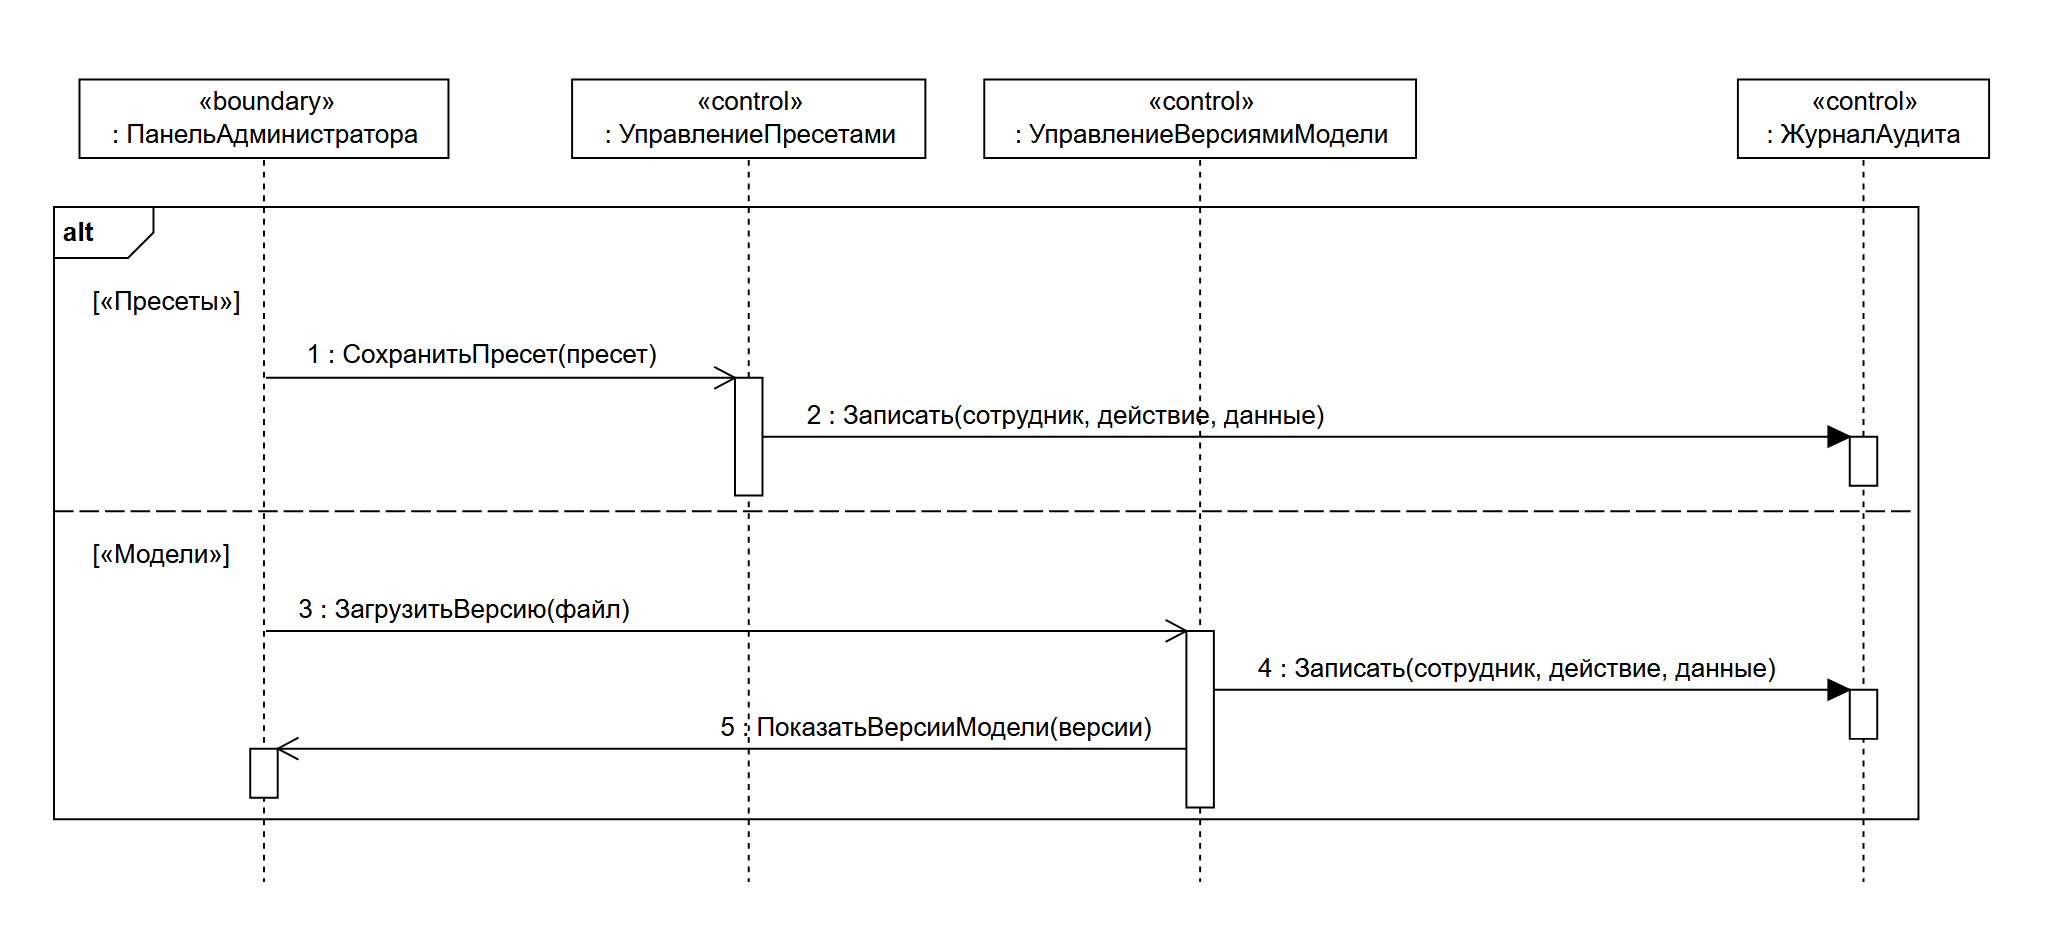 «boundary»
: ПанельАдминистратора
«control»
: УправлениеПресетами
«control»
: УправлениеВерсиямиМодели
«control»
: ЖурналАудита
alt
[«Пресеты»]
1 : СохранитьПресет(пресет)
2 : Записать(сотрудник, действие, данные)
[«Модели»]
3 : ЗагрузитьВерсию(файл)
4 : Записать(сотрудник, действие, данные)
5 : ПоказатьВерсииМодели(версии)